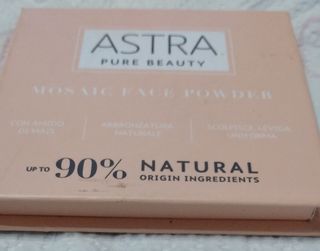 ASTRA
PURE BEAUTY
MOSAIC FACE POWDER
CON AMIDO
DI MAIS
ABBRONZATURA
NATURALE
SCOLPISCE, LEVIGA,
UNIFORMA
UP TO 90% NATURAL
ORIGIN INGREDIENTS